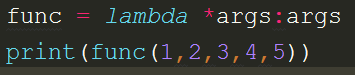 func = lambda *args:args
print(func(1,2,3,4,5))